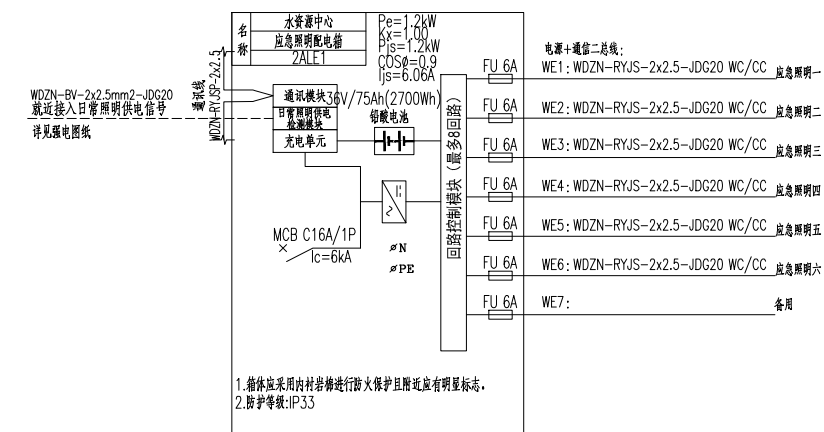 名称
水资源中心
应急照明配电箱
2ALE1
Pe=1.2kW
Kx=1.00
Pjs=1.2kW
COSø=0.9
Ijs=6.06A
通讯线
WDZN-RYJSP-2x2.5
WDZN-BV-2x2.5mm2-JDG20
就近接入日常照明供电信号
详见强电图纸
通讯模块
日常照明供电
检测模块
充电单元
36V/75Ah(2700Wh)
铅酸电池
MCB C16A/1P
Ic=6kA
øN
øPE
回路控制模块（最多8回路）
电源+通信二总线：
FU 6A WE1: WDZN-RYJS-2x2.5-JDG20 WC/CC 应急照明一
FU 6A WE2: WDZN-RYJS-2x2.5-JDG20 WC/CC 应急照明二
FU 6A WE3: WDZN-RYJS-2x2.5-JDG20 WC/CC 应急照明三
FU 6A WE4: WDZN-RYJS-2x2.5-JDG20 WC/CC 应急照明四
FU 6A WE5: WDZN-RYJS-2x2.5-JDG20 WC/CC 应急照明五
FU 6A WE6: WDZN-RYJS-2x2.5-JDG20 WC/CC 应急照明六
FU 6A WE7: 备用
1.箱体应采用内衬岩棉进行防火保护且附近应有明显标志。
2.防护等级:IP33